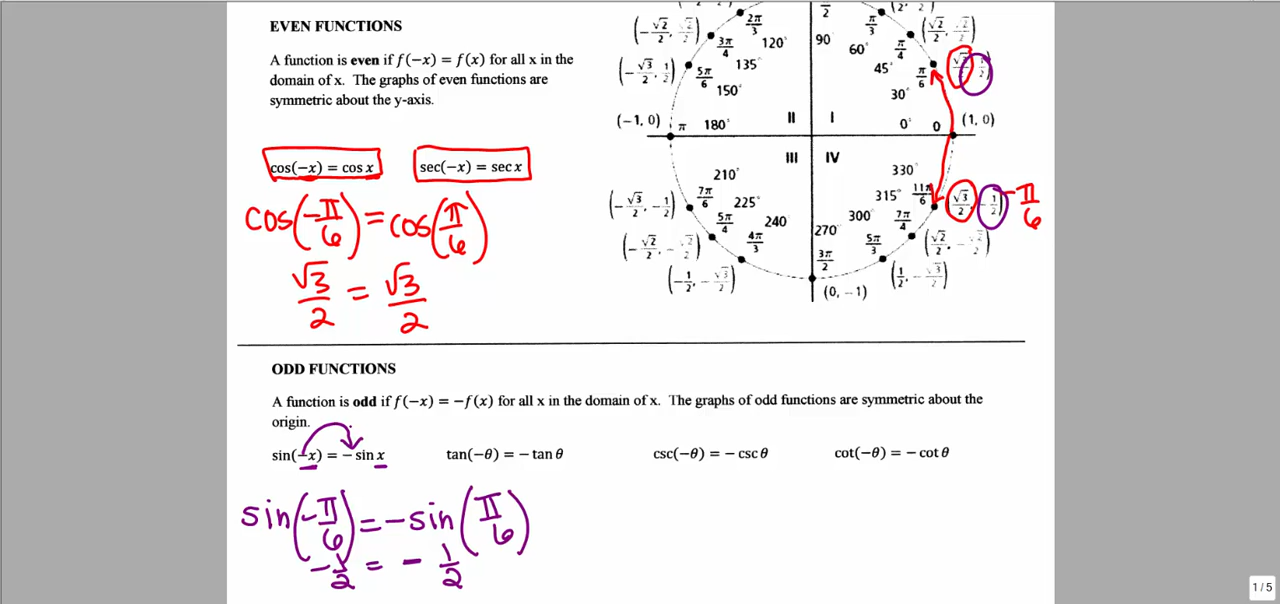 EVEN FUNCTIONS
A function is even if f(−x) = f(x) for all x in the
domain of x. The graphs of even functions are
symmetric about the y-axis.
cos(−x) = cos x
sec(−x) = sec x
cos(-π/6) = cos(π/6)
√3/2 = √3/2
π/2
90
2π/3
120°
3π/4
135
5π/6
150°
π/3
60°
π/4
45°
π/6
30°
(−√2/2, √2/2)
(−√3/2, 1/2)
(√2/2, √2/2)
(−1, 0)
π 180°
II
I
0° 0
(1, 0)
III
IV
210°
7π/6
225°
5π/4
240
4π/3
270
3π/2
300°
5π/3
315°
7π/4
330°
11π/6
(−√3/2, −1/2)
(−√2/2, −√2/2)
(−1/2, −√3/2)
(0, −1)
(1/2, −√3/2)
(√2/2, −√2/2)
(√3/2, −1/2)
-π/6
ODD FUNCTIONS
A function is odd if f(−x) = −f(x) for all x in the domain of x. The graphs of odd functions are symmetric about the
origin.
sin(−x) = − sin x
tan(−θ) = − tan θ
csc(−θ) = − csc θ
cot(−θ) = − cot θ
sin(-π/6) = -sin(π/6)
-1/2 = - 1/2
1/5